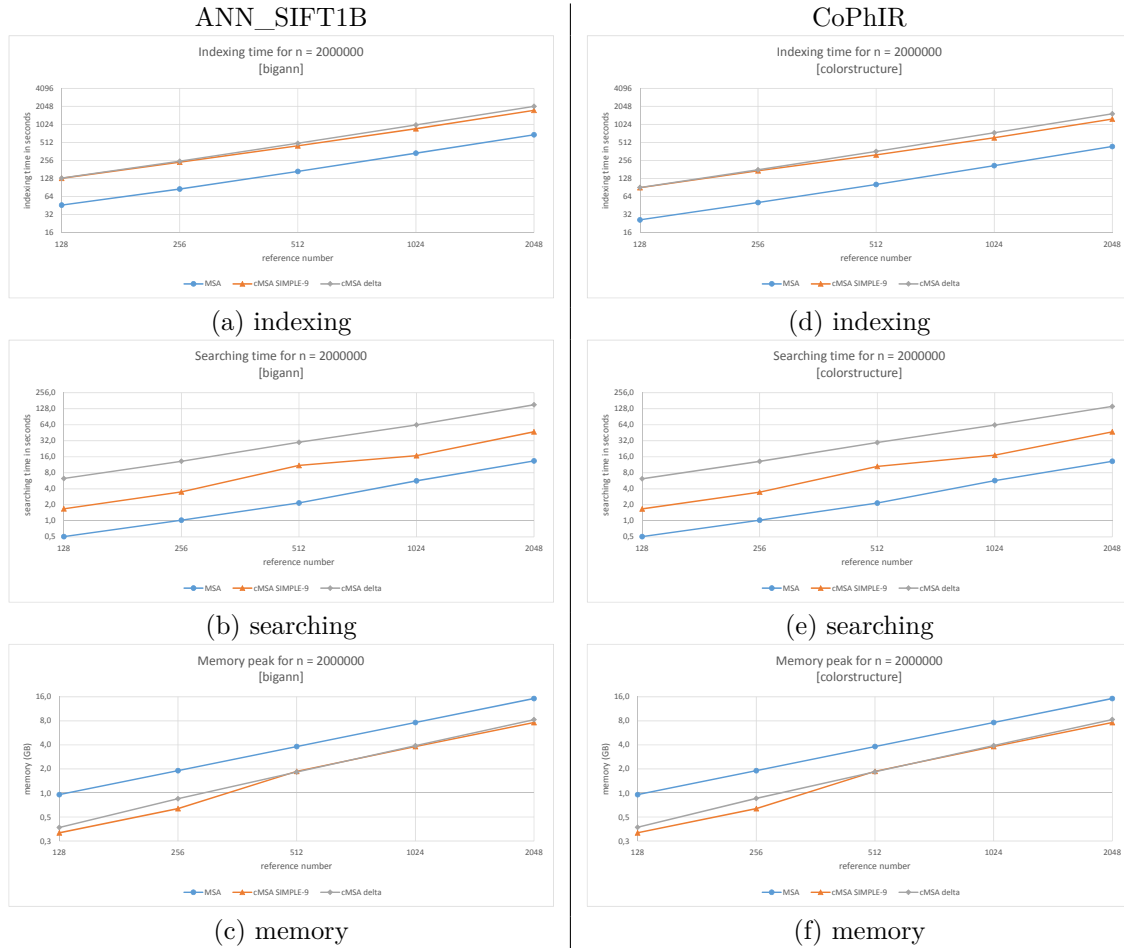 ANN_SIFT1B
Indexing time for n = 2000000
[bigann]
indexing time in seconds
4096
2048
1024
512
256
128
64
32
16
128 256 512 1024 2048
reference number
MSA cMSA SIMPLE-9 cMSA delta
(a) indexing
Searching time for n = 2000000
[bigann]
searching time in seconds
256,0
128,0
64,0
32,0
16,0
8,0
4,0
2,0
1,0
0,5
128 256 512 1024 2048
reference number
MSA cMSA SIMPLE-9 cMSA delta
(b) searching
Memory peak for n = 2000000
[bigann]
memory (GB)
16,0
8,0
4,0
2,0
1,0
0,5
0,3
128 256 512 1024 2048
reference number
MSA cMSA SIMPLE-9 cMSA delta
(c) memory
CoPhIR
Indexing time for n = 2000000
[colorstructure]
indexing time in seconds
4096
2048
1024
512
256
128
64
32
16
128 256 512 1024 2048
reference number
MSA cMSA SIMPLE-9 cMSA delta
(d) indexing
Searching time for n = 2000000
[colorstructure]
searching time in seconds
256,0
128,0
64,0
32,0
16,0
8,0
4,0
2,0
1,0
0,5
128 256 512 1024 2048
reference number
MSA cMSA SIMPLE-9 cMSA delta
(e) searching
Memory peak for n = 2000000
[colorstructure]
memory (GB)
16,0
8,0
4,0
2,0
1,0
0,5
0,3
128 256 512 1024 2048
reference number
MSA cMSA SIMPLE-9 cMSA delta
(f) memory